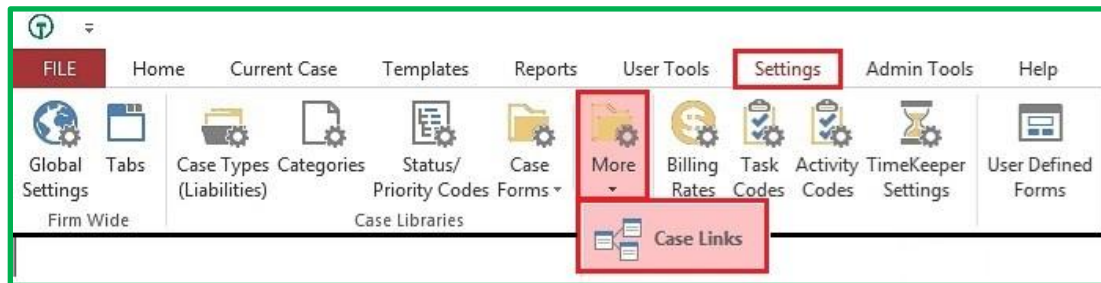 FILE Home Current Case Templates Reports User Tools Settings Admin Tools Help
Global Settings
Tabs
Case Types (Liabilities)
Categories
Status/ Priority Codes
Case Forms
More
Billing Rates
Task Codes
Activity Codes
TimeKeeper Settings
User Defined Forms
Firm Wide
Case Libraries
Case Links